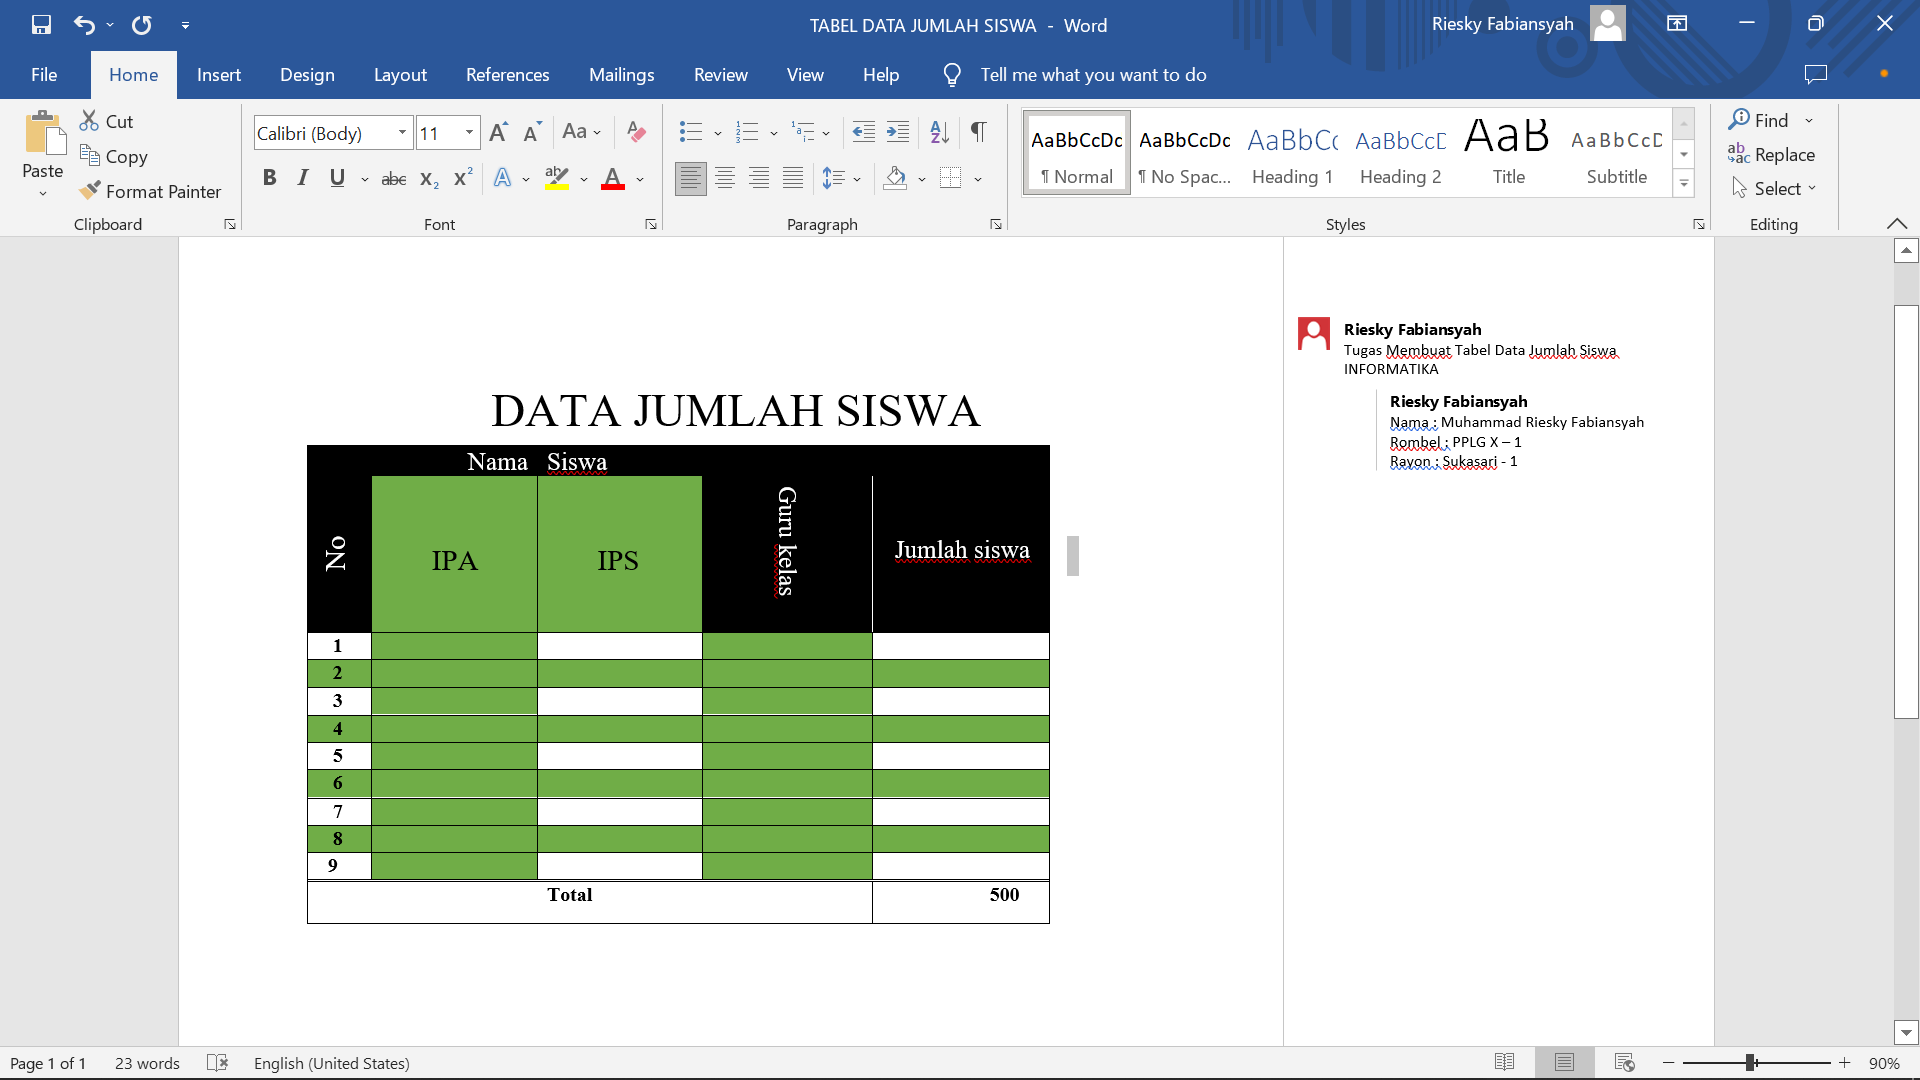 TABEL DATA JUMLAH SISWA - Word
Riesky Fabiansyah
File Home Insert Design Layout References Mailings Review View Help Tell me what you want to do
Paste
Cut
Copy
Format Painter
Clipboard
Calibri (Body) 11
Font
Paragraph
AaBbCcDc AaBbCcDc AaBbCc AaBbCcD AaB AaBbCcD
¶ Normal ¶ No Spac... Heading 1 Heading 2 Title Subtitle
Styles
Find
Replace
Select
Editing
DATA JUMLAH SISWA
No
Nama Siswa
IPA IPS
Guru kelas
Jumlah siswa
1
2
3
4
5
6
7
8
9
Total 500
Riesky Fabiansyah
Tugas Membuat Tabel Data Jumlah Siswa
INFORMATIKA
Riesky Fabiansyah
Nama : Muhammad Riesky Fabiansyah
Rombel : PPLG X – 1
Rayon : Sukasari - 1
Page 1 of 1 23 words English (United States) 90%